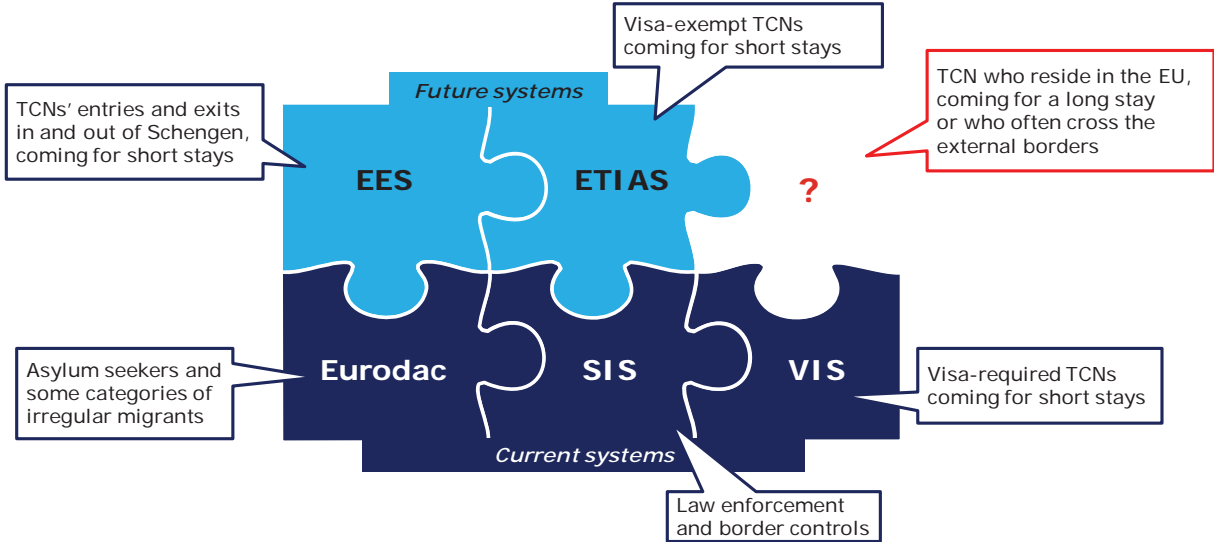 Visa-exempt TCNs
coming for short stays
TCN who reside in the EU,
coming for a long stay
or who often cross the
external borders
TCNs’ entries and exits
in and out of Schengen,
coming for short stays
Future systems
EES
ETIAS
?
Eurodac
SIS
VIS
Asylum seekers and
some categories of
irregular migrants
Visa-required TCNs
coming for short stays
Current systems
Law enforcement
and border controls